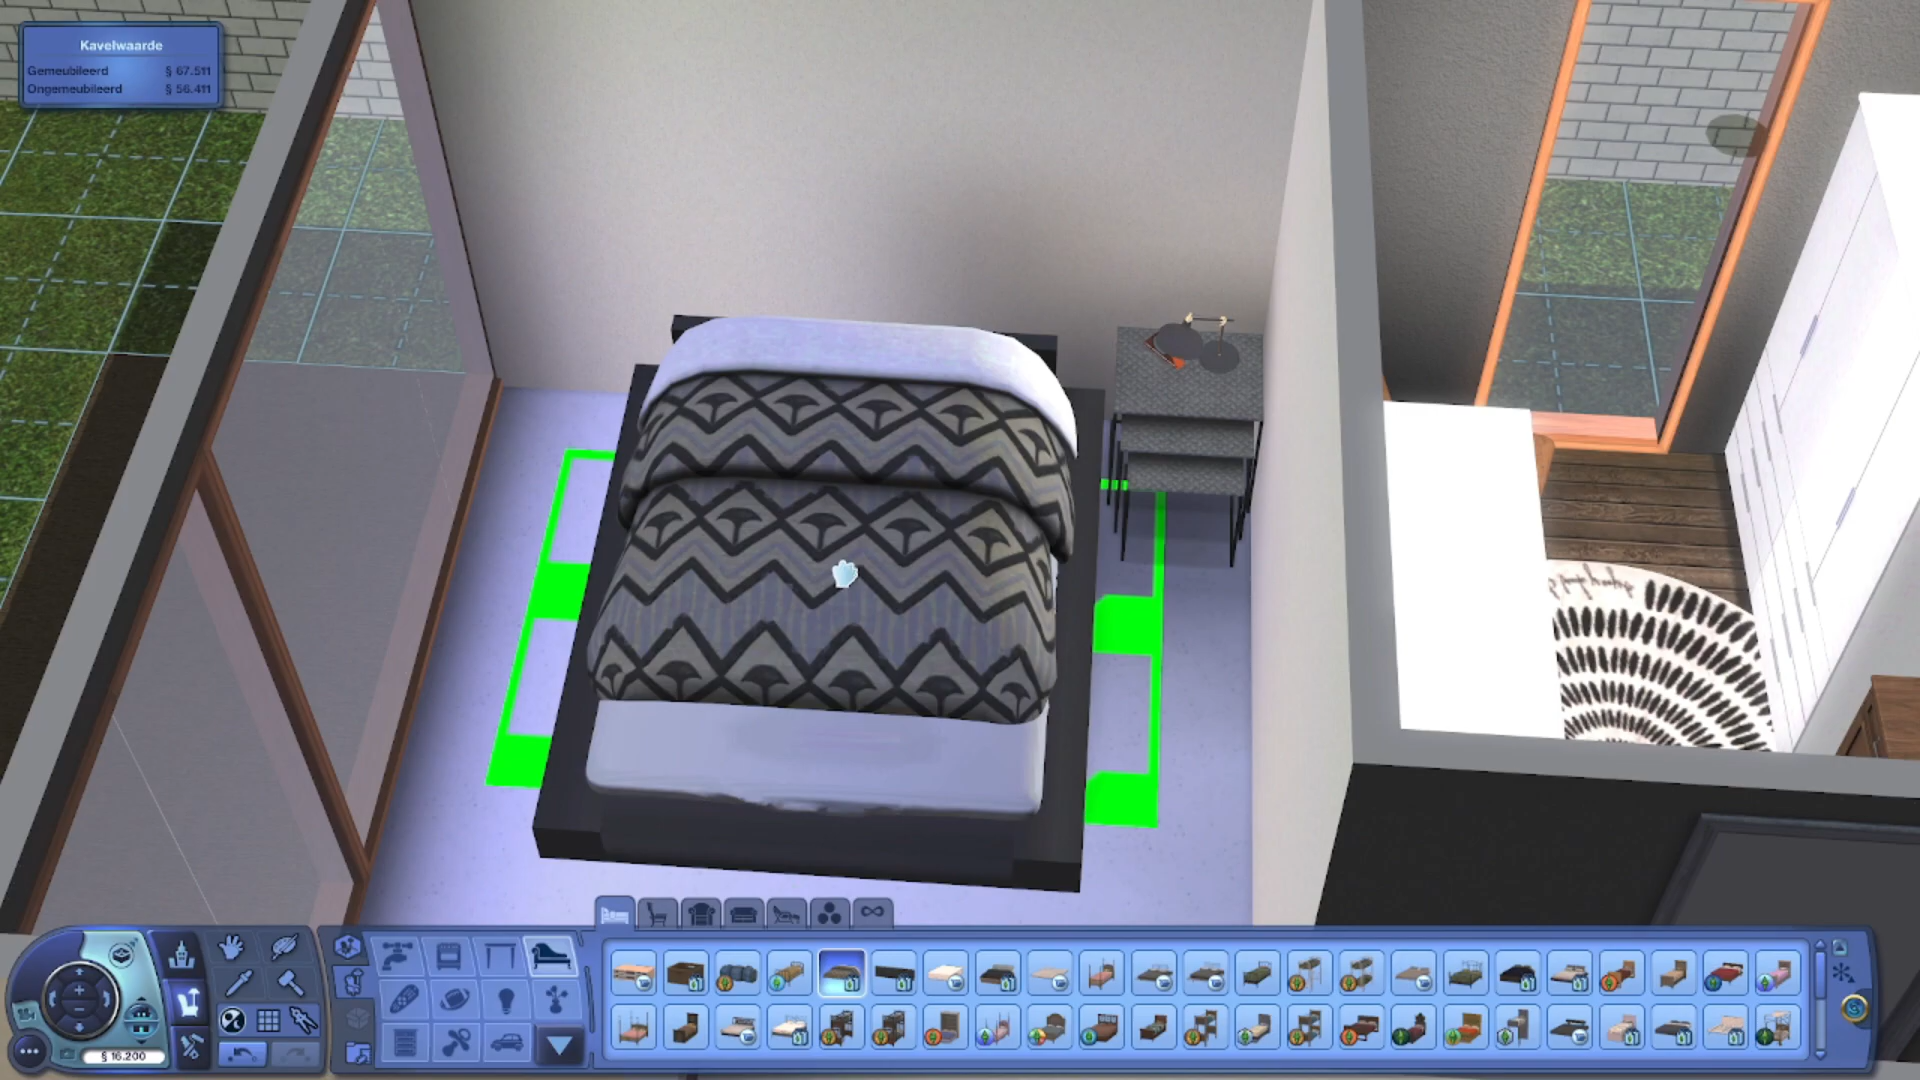 Kavelwaarde
Gemeubileerd § 67.511
Ongemeubileerd § 56.411
§ 16.200